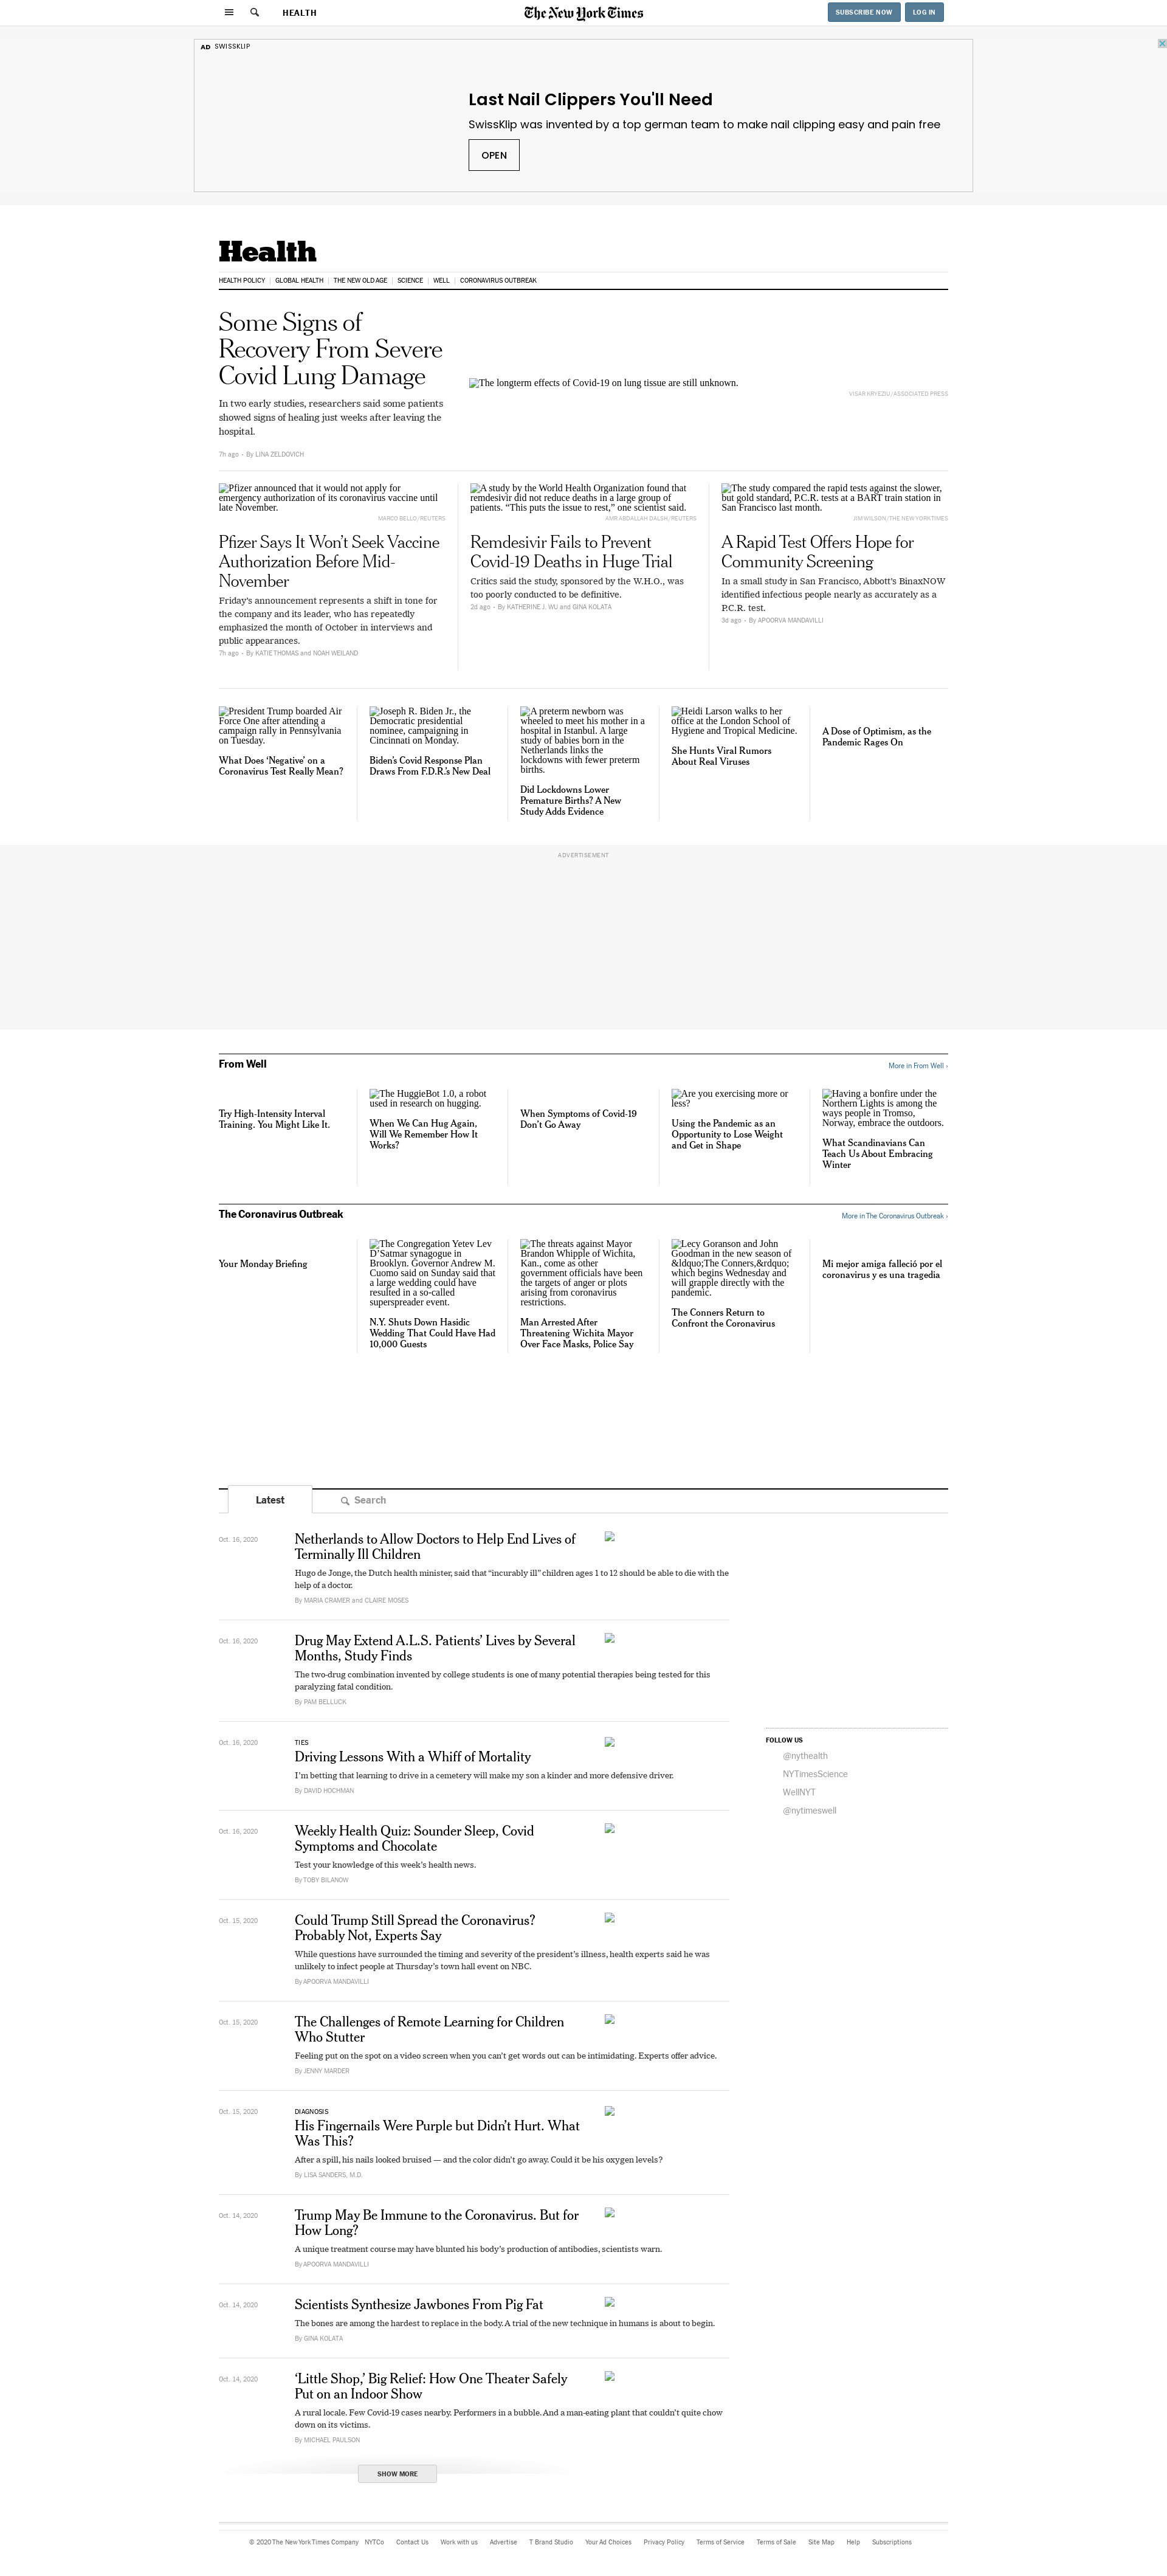 HEALTH
The New York Times
SUBSCRIBE NOW
LOG IN
AD SWISSKLIP
Last Nail Clippers You'll Need
SwissKlip was invented by a top german team to make nail clipping easy and pain free
OPEN
Health
HEALTH POLICY
GLOBAL HEALTH
THE NEW OLD AGE
SCIENCE
WELL
CORONAVIRUS OUTBREAK
Some Signs of
Recovery From Severe
Covid Lung Damage
In two early studies, researchers said some patients
showed signs of healing just weeks after leaving the
hospital.
7h ago • By LINA ZELDOVICH
The longterm effects of Covid-19 on lung tissue are still unknown.
VISAR KRYEZIU,/ASSOCIATED PRESS
Pfizer announced that it would not apply for
emergency authorization of its coronavirus vaccine until
late November.
MARCO BELLO/REUTERS
Pfizer Says It Won’t Seek Vaccine
Authorization Before Mid-
November
Friday’s announcement represents a shift in tone for
the company and its leader, who has repeatedly
emphasized the month of October in interviews and
public appearances.
7h ago • By KATIE THOMAS and NOAH WEILAND
A study by the World Health Organization found that
remdesivir did not reduce deaths in a large group of
patients. “This puts the issue to rest,” one scientist said.
AMR ABDALLAH DALSH/REUTERS
Remdesivir Fails to Prevent
Covid-19 Deaths in Huge Trial
Critics said the study, sponsored by the W.H.O., was
too poorly conducted to be definitive.
2d ago • By KATHERINE J. WU and GINA KOLATA
The study compared the rapid tests against the slower,
but gold standard, P.C.R. tests at a BART train station in
San Francisco last month.
JIM WILSON/THE NEW YORK TIMES
A Rapid Test Offers Hope for
Community Screening
In a small study in San Francisco, Abbott’s BinaxNOW
identified infectious people nearly as accurately as a
P.C.R. test.
3d ago • By APOORVA MANDAVILLI
President Trump boarded Air
Force One after attending a
campaign rally in Pennsylvania
on Tuesday.
What Does ‘Negative’ on a
Coronavirus Test Really Mean?
Joseph R. Biden Jr., the
Democratic presidential
nominee, campaigning in
Cincinnati on Monday.
Biden’s Covid Response Plan
Draws From F.D.R.’s New Deal
A preterm newborn was
wheeled to meet his mother in a
hospital in Istanbul. A large
study of babies born in the
Netherlands links the
lockdowns with fewer preterm
births.
Did Lockdowns Lower
Premature Births? A New
Study Adds Evidence
Heidi Larson walks to her
office at the London School of
Hygiene and Tropical Medicine.
She Hunts Viral Rumors
About Real Viruses
A Dose of Optimism, as the
Pandemic Rages On
ADVERTISEMENT
From Well
More in From Well ›
Try High-Intensity Interval
Training. You Might Like It.
The HuggieBot 1.0, a robot
used in research on hugging.
When We Can Hug Again,
Will We Remember How It
Works?
When Symptoms of Covid-19
Don’t Go Away
Are you exercising more or
less?
Using the Pandemic as an
Opportunity to Lose Weight
and Get in Shape
Having a bonfire under the
Northern Lights is among the
ways people in Tromso,
Norway, embrace the outdoors.
What Scandinavians Can
Teach Us About Embracing
Winter
The Coronavirus Outbreak
More in The Coronavirus Outbreak ›
Your Monday Briefing
The Congregation Yetev Lev
D’Satmar synagogue in
Brooklyn. Governor Andrew M.
Cuomo said on Sunday said that
a large wedding could have
resulted in a so-called
superspreader event.
N.Y. Shuts Down Hasidic
Wedding That Could Have Had
10,000 Guests
The threats against Mayor
Brandon Whipple of Wichita,
Kan., come as other
government officials have been
the targets of anger or plots
arising from coronavirus
restrictions.
Man Arrested After
Threatening Wichita Mayor
Over Face Masks, Police Say
Lecy Goranson and John
Goodman in the new season of
&ldquo;The Conners,&rdquo;
which begins Wednesday and
will grapple directly with the
pandemic.
The Conners Return to
Confront the Coronavirus
Mi mejor amiga falleció por el
coronavirus y es una tragedia
Latest
Search
Oct. 16, 2020
Netherlands to Allow Doctors to Help End Lives of
Terminally Ill Children
Hugo de Jonge, the Dutch health minister, said that “incurably ill” children ages 1 to 12 should be able to die with the
help of a doctor.
By MARIA CRAMER and CLAIRE MOSES
Oct. 16, 2020
Drug May Extend A.L.S. Patients’ Lives by Several
Months, Study Finds
The two-drug combination invented by college students is one of many potential therapies being tested for this
paralyzing fatal condition.
By PAM BELLUCK
Oct. 16, 2020
TIES
Driving Lessons With a Whiff of Mortality
I’m betting that learning to drive in a cemetery will make my son a kinder and more defensive driver.
By DAVID HOCHMAN
Oct. 16, 2020
Weekly Health Quiz: Sounder Sleep, Covid
Symptoms and Chocolate
Test your knowledge of this week’s health news.
By TOBY BILANOW
Oct. 15, 2020
Could Trump Still Spread the Coronavirus?
Probably Not, Experts Say
While questions have surrounded the timing and severity of the president’s illness, health experts said he was
unlikely to infect people at Thursday’s town hall event on NBC.
By APOORVA MANDAVILLI
Oct. 15, 2020
The Challenges of Remote Learning for Children
Who Stutter
Feeling put on the spot on a video screen when you can’t get words out can be intimidating. Experts offer advice.
By JENNY MARDER
Oct. 15, 2020
DIAGNOSIS
His Fingernails Were Purple but Didn’t Hurt. What
Was This?
After a spill, his nails looked bruised — and the color didn’t go away. Could it be his oxygen levels?
By LISA SANDERS, M.D.
Oct. 14, 2020
Trump May Be Immune to the Coronavirus. But for
How Long?
A unique treatment course may have blunted his body’s production of antibodies, scientists warn.
By APOORVA MANDAVILLI
Oct. 14, 2020
Scientists Synthesize Jawbones From Pig Fat
The bones are among the hardest to replace in the body. A trial of the new technique in humans is about to begin.
By GINA KOLATA
Oct. 14, 2020
‘Little Shop,’ Big Relief: How One Theater Safely
Put on an Indoor Show
A rural locale. Few Covid-19 cases nearby. Performers in a bubble. And a man-eating plant that couldn’t quite chow
down on its victims.
By MICHAEL PAULSON
SHOW MORE
FOLLOW US
@nythealth
NYTimesScience
WellNYT
@nytimeswell
© 2020 The New York Times Company
NYTCo
Contact Us
Work with us
Advertise
T Brand Studio
Your Ad Choices
Privacy Policy
Terms of Service
Terms of Sale
Site Map
Help
Subscriptions